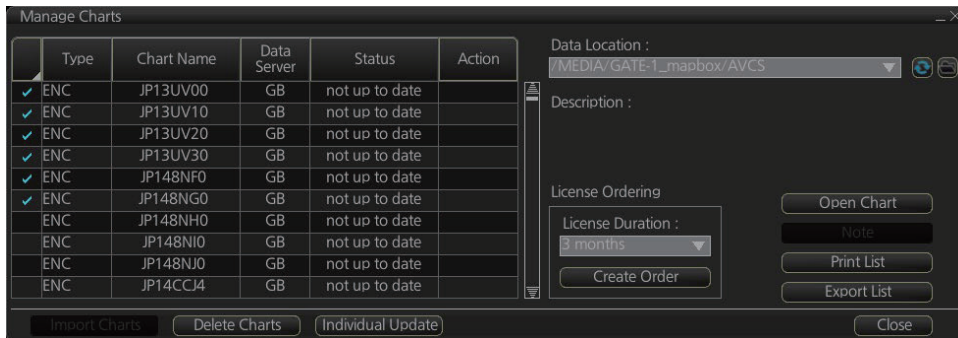 Manage Charts
Type Chart Name Data Server Status Action
ENC JP13UV00 GB not up to date
ENC JP13UV10 GB not up to date
ENC JP13UV20 GB not up to date
ENC JP13UV30 GB not up to date
ENC JP148NF0 GB not up to date
ENC JP148NG0 GB not up to date
ENC JP148NH0 GB not up to date
ENC JP148NI0 GB not up to date
ENC JP148NJ0 GB not up to date
ENC JP14CCJ4 GB not up to date
Data Location :
/MEDIA/GATE-1_mapbox/AVCS
Description :
License Ordering
License Duration :
3 months
Create Order
Open Chart
Note
Print List
Export List
Import Charts Delete Charts Individual Update Close